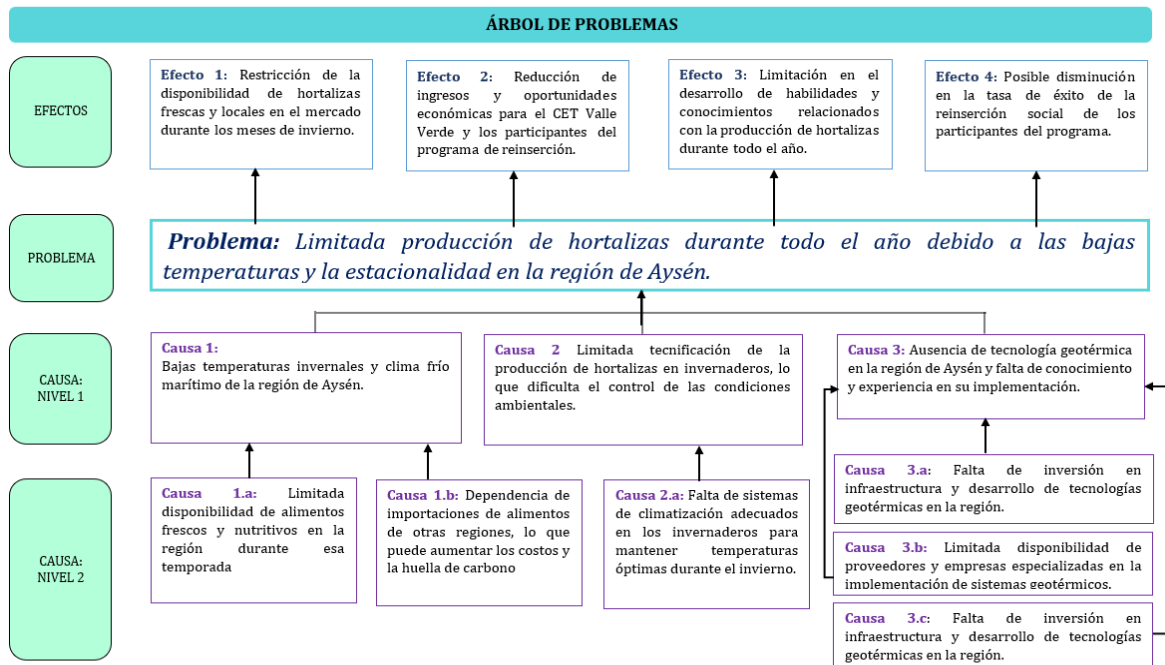 ÁRBOL DE PROBLEMAS
EFECTOS
Efecto 1: Restricción de la
disponibilidad de hortalizas
frescas y locales en el mercado
durante los meses de invierno.
Efecto 2: Reducción de
ingresos y oportunidades
económicas para el CET Valle
Verde y los participantes del
programa de reinserción.
Efecto 3: Limitación en el
desarrollo de habilidades y
conocimientos relacionados
con la producción de hortalizas
durante todo el año.
Efecto 4: Posible disminución
en la tasa de éxito de la
reinserción social de los
participantes del programa.
PROBLEMA
Problema: Limitada producción de hortalizas durante todo el año debido a las bajas
temperaturas y la estacionalidad en la región de Aysén.
CAUSA:
NIVEL 1
Causa 1:
Bajas temperaturas invernales y clima frío
marítimo de la región de Aysén.
Causa 2 Limitada tecnificación de la
producción de hortalizas en invernaderos, lo
que dificulta el control de las condiciones
ambientales.
Causa 3: Ausencia de tecnología geotérmica
en la región de Aysén y falta de conocimiento
y experiencia en su implementación.
CAUSA:
NIVEL 2
Causa 1.a: Limitada
disponibilidad de alimentos
frescos y nutritivos en la
región durante esa
temporada
Causa 1.b: Dependencia de
importaciones de alimentos
de otras regiones, lo que
puede aumentar los costos y
la huella de carbono
Causa 2.a: Falta de sistemas
de climatización adecuados
en los invernaderos para
mantener temperaturas
óptimas durante el invierno.
Causa 3.a: Falta de inversión en
infraestructura y desarrollo de tecnologías
geotérmicas en la región.
Causa 3.b: Limitada disponibilidad de
proveedores y empresas especializadas en la
implementación de sistemas geotérmicos.
Causa 3.c: Falta de inversión en
infraestructura y desarrollo de tecnologías
geotérmicas en la región.